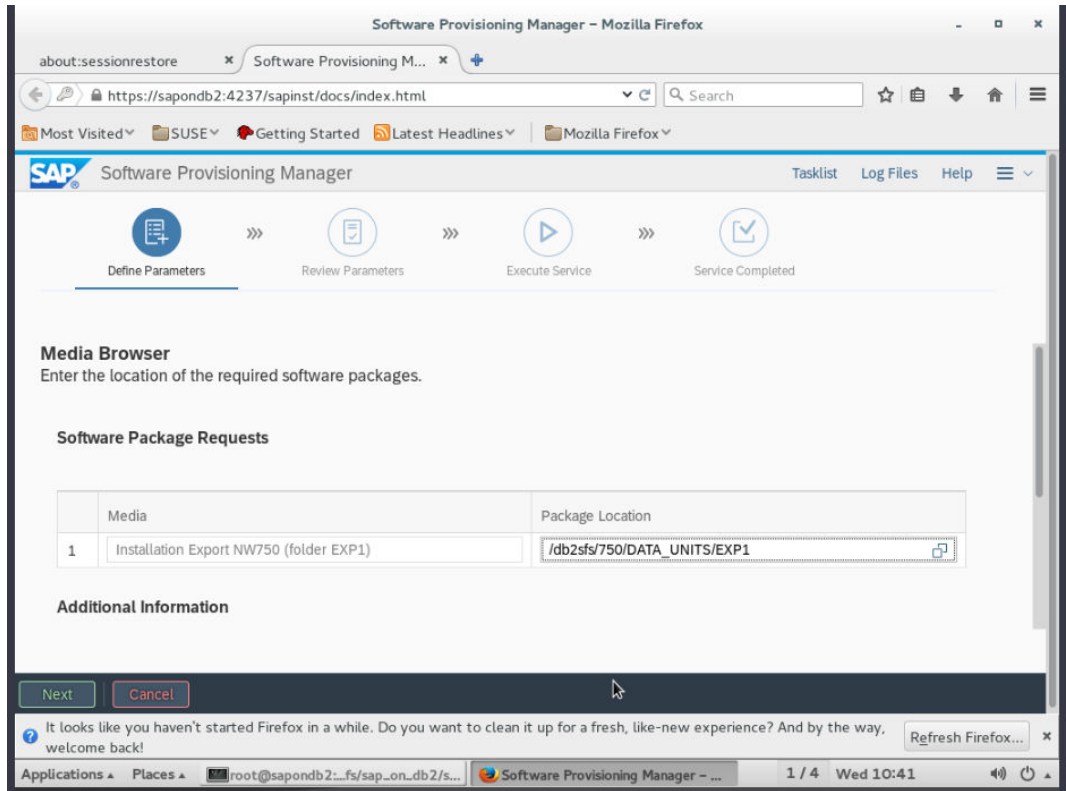 Software Provisioning Manager – Mozilla Firefox
about:sessionrestore
Software Provisioning M...
https://sapondb2:4237/sapinst/docs/index.html
Search
Most Visited
SUSE
Getting Started
Latest Headlines
Mozilla Firefox
SAP
Software Provisioning Manager
Tasklist
Log Files
Help
Define Parameters
Review Parameters
Execute Service
Service Completed
Media Browser
Enter the location of the required software packages.
Software Package Requests
Media
Package Location
1
Installation Export NW750 (folder EXP1)
/db2sfs/750/DATA_UNITS/EXP1
Additional Information
Next
Cancel
It looks like you haven't started Firefox in a while. Do you want to clean it up for a fresh, like-new experience? And by the way,
welcome back!
Refresh Firefox...
Applications
Places
root@sapondb2:_fs/sap_on_db2/s...
Software Provisioning Manager – ...
1 / 4
Wed 10:41